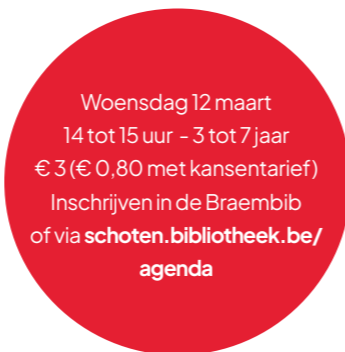 Woensdag 12 maart
14 tot 15 uur - 3 tot 7 jaar
€ 3 (€ 0,80 met kansentarief)
Inschrijven in de Braembib
of via schoten.bibliotheek.be/
agenda